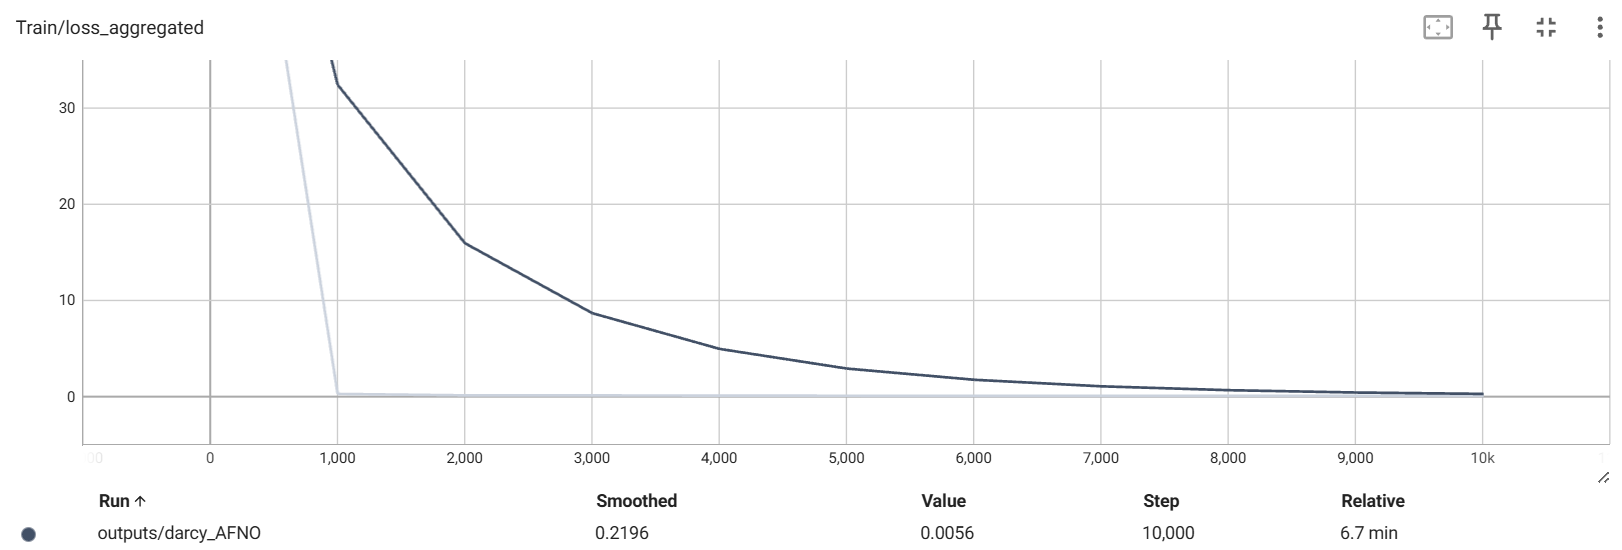 Train/loss_aggregated
30
20
10
0
0 1,000 2,000 3,000 4,000 5,000 6,000 7,000 8,000 9,000 10k
Run ↑ Smoothed Value Step Relative
outputs/darcy_AFNO 0.2196 0.0056 10,000 6.7 min